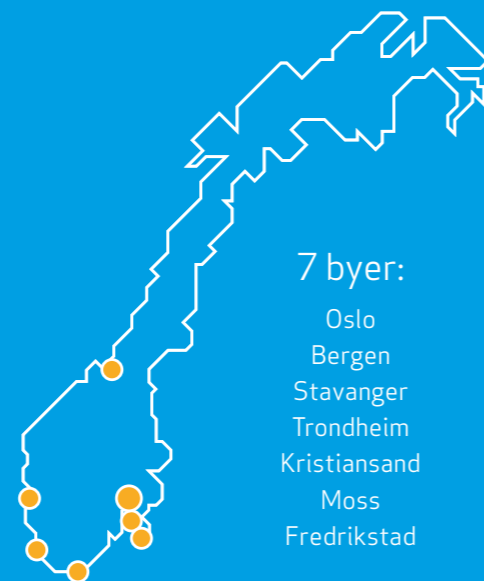 7 byer:
Oslo
Bergen
Stavanger
Trondheim
Kristiansand
Moss
Fredrikstad